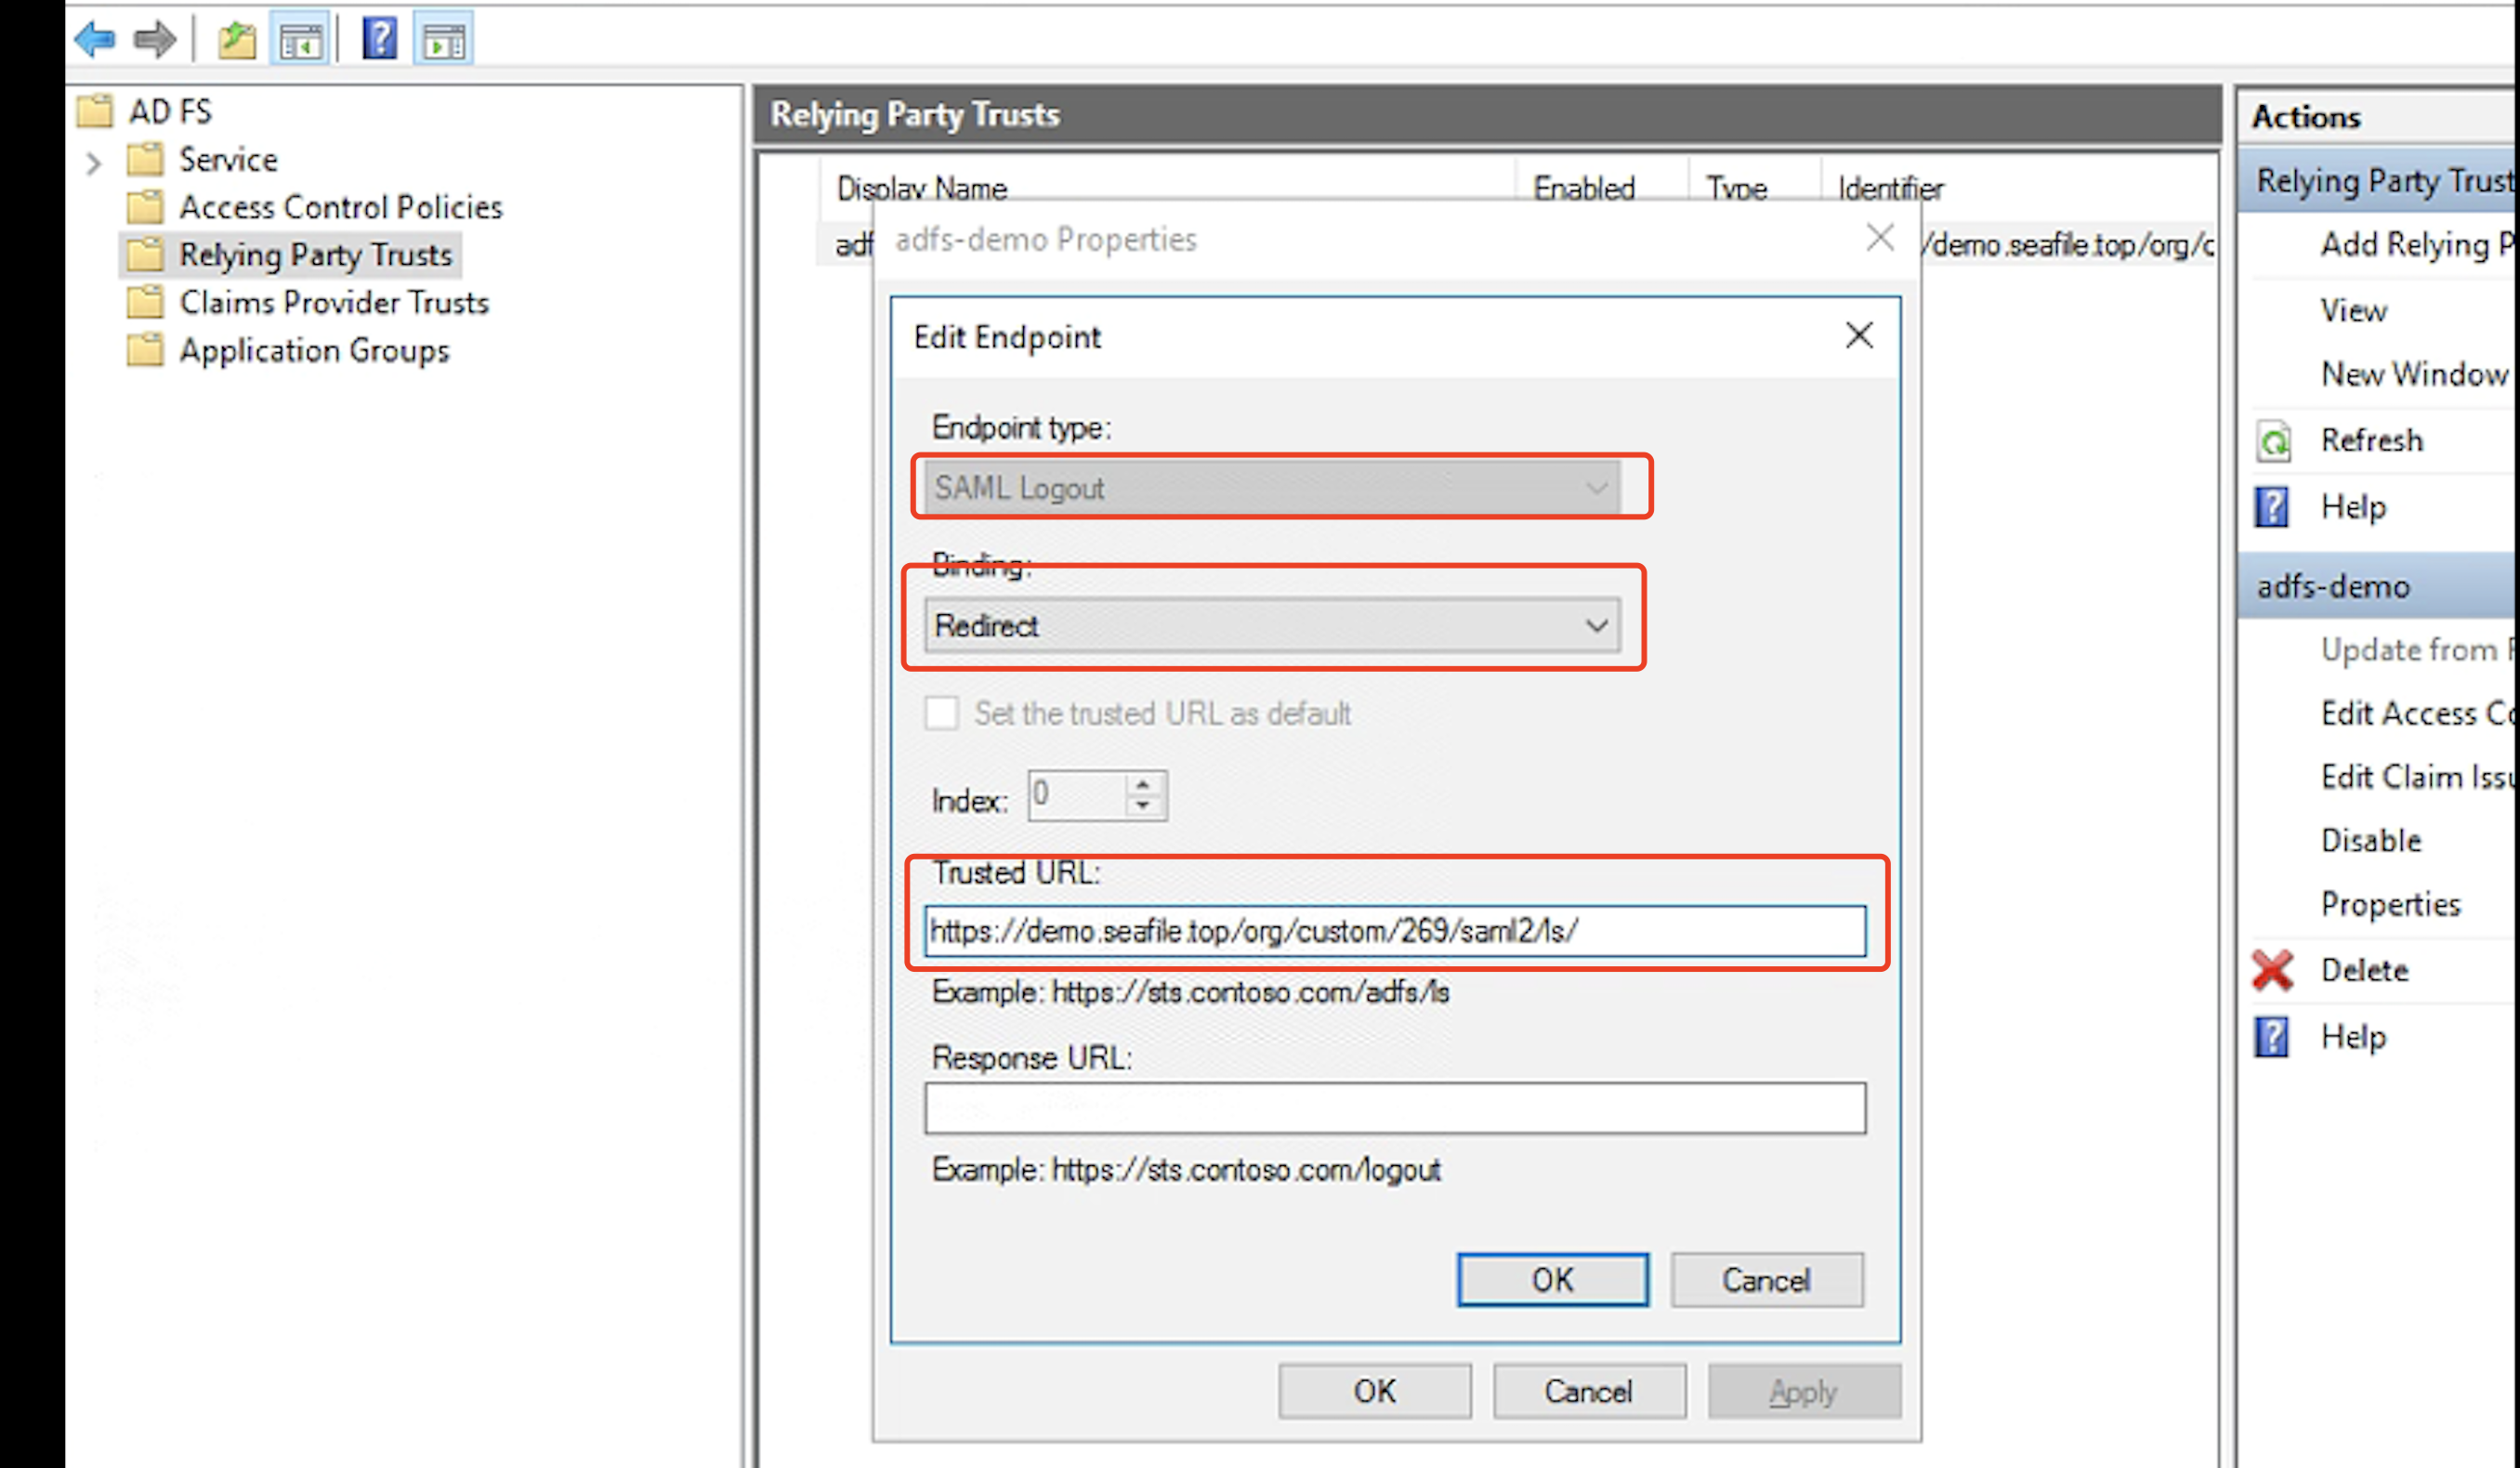 AD FS
Service
Access Control Policies
Relying Party Trusts
Claims Provider Trusts
Application Groups
Relying Party Trusts
Display Name Enabled Type Identifier
adf /demo.seafile.top/org/c
adfs-demo Properties
Edit Endpoint
Endpoint type:
SAML Logout
Binding:
Redirect
Set the trusted URL as default
Index: 0
Trusted URL:
https://demo.seafile.top/org/custom/269/saml2/ls/
Example: https://sts.contoso.com/adfs/ls
Response URL:
Example: https://sts.contoso.com/logout
OK Cancel
OK Cancel Apply
Actions
Relying Party Trust
Add Relying P
View
New Window
Refresh
Help
adfs-demo
Update from F
Edit Access Co
Edit Claim Issu
Disable
Properties
Delete
Help